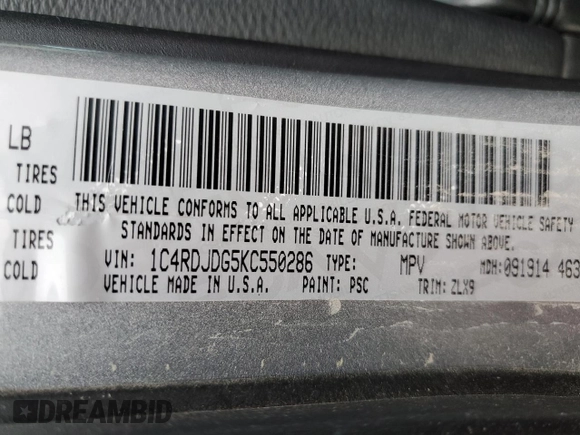 LB
TIRES
COLD
TIRES
COLD
THIS VEHICLE CONFORMS TO ALL APPLICABLE U.S.A. FEDERAL MOTOR VEHICLE SAFETY
STANDARDS IN EFFECT ON THE DATE OF MANUFACTURE SHOWN ABOVE.
VIN: 1C4RDJDG5KC550286 TYPE: MPV MDH:091914 463
VEHICLE MADE IN U.S.A. PAINT: PSC TRIM: ZLX9
DREAMBID